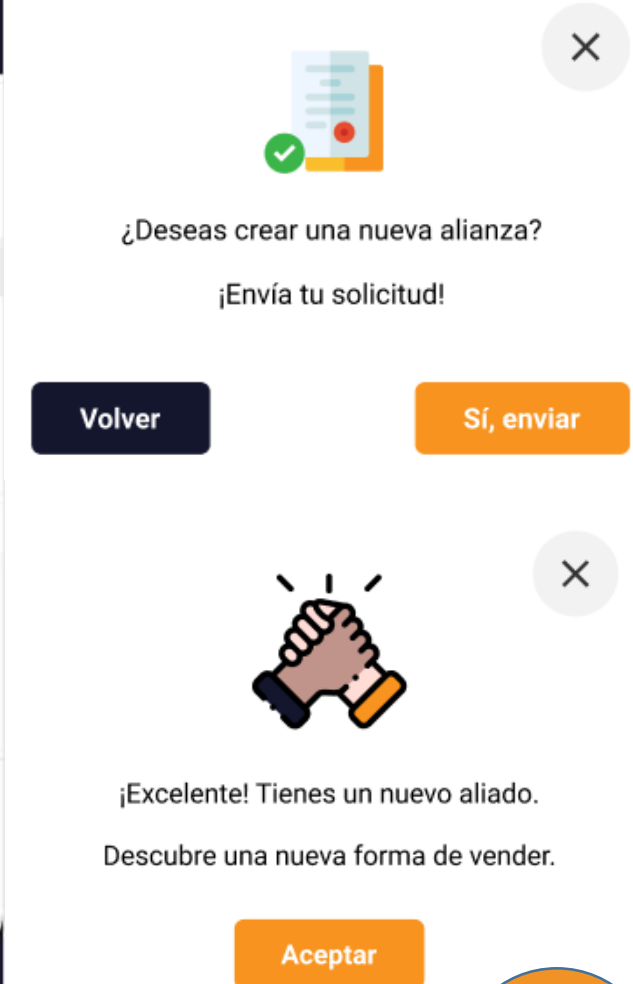 ¿Deseas crear una nueva alianza?
¡Envía tu solicitud!
Volver
Sí, enviar
¡Excelente! Tienes un nuevo aliado.
Descubre una nueva forma de vender.
Aceptar